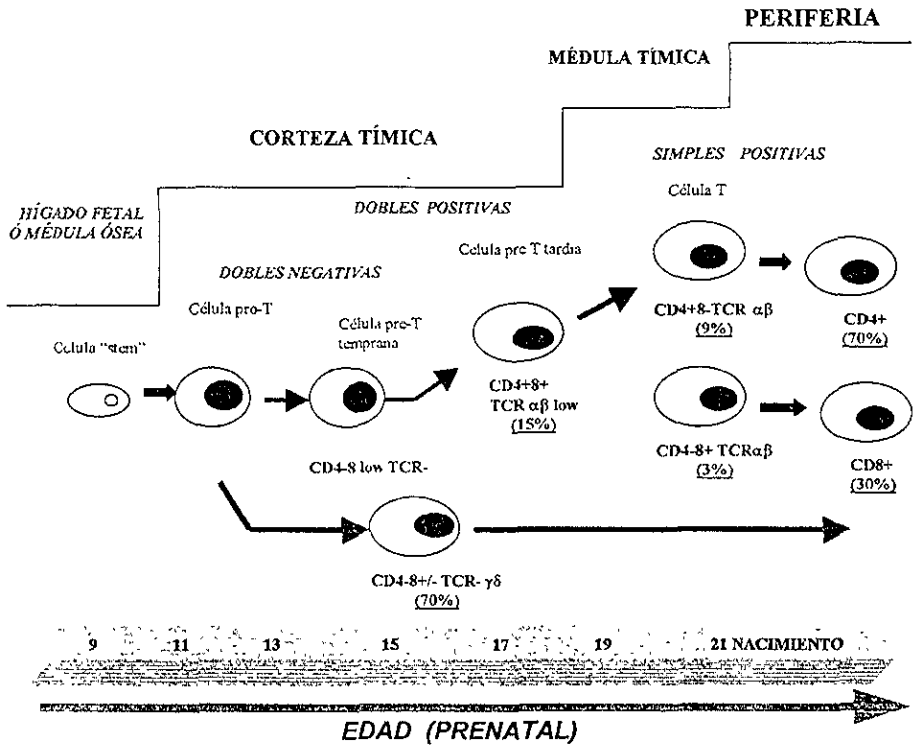 PERIFERIA
MÉDULA TÍMICA
CORTEZA TÍMICA
SIMPLES POSITIVAS
Célula T
HÍGADO FETAL
Ó MÉDULA ÓSEA
DOBLES POSITIVAS
Célula pre T tardia
DOBLES NEGATIVAS
Célula pro-T
Célula pre-T
temprana
Celula "stem"
CD4+8-TCR αβ
(9%)
CD4+
(70%)
CD4+8+
TCR αβ low
(15%)
CD4-8+ TCRαβ
(3%)
CD8+
(30%)
CD4-8 low TCR-
CD4-8+/- TCR- γδ
(70%)
9 11 13 15 17 19 21 NACIMIENTO
EDAD (PRENATAL)